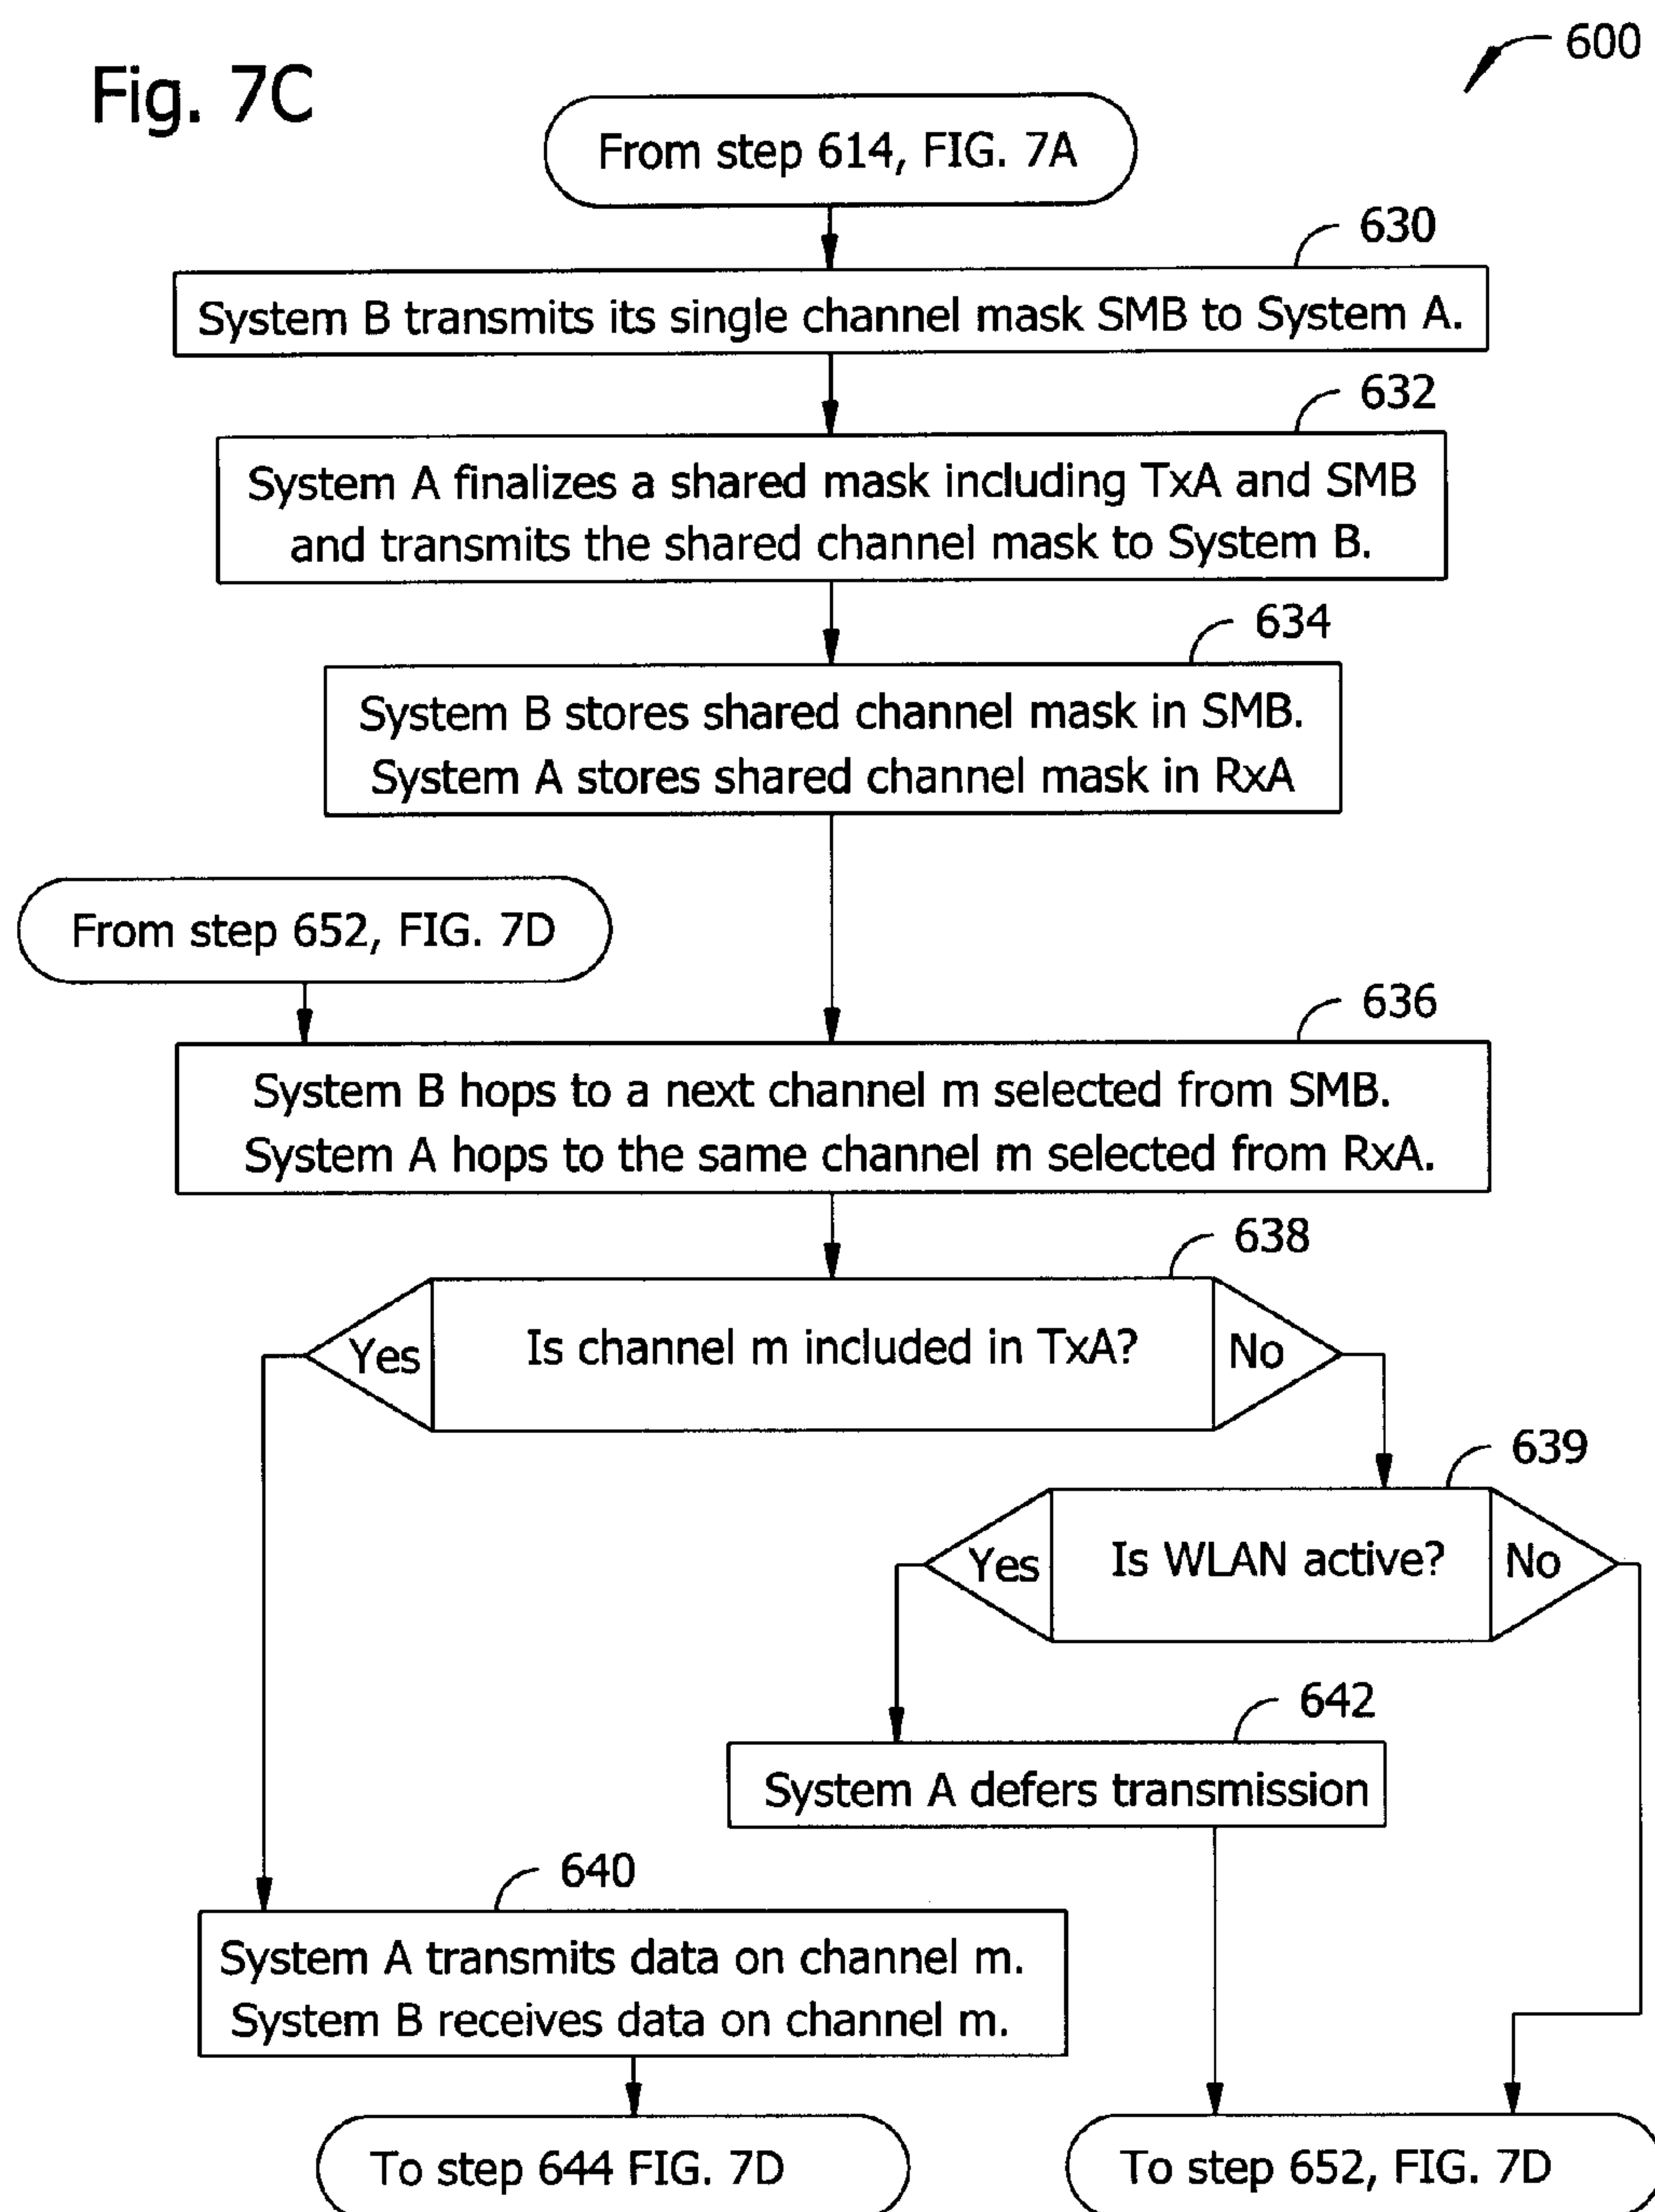 Fig. 7C
600
From step 614, FIG. 7A
630
System B transmits its single channel mask SMB to System A.
632
System A finalizes a shared mask including TxA and SMB
and transmits the shared channel mask to System B.
634
System B stores shared channel mask in SMB.
System A stores shared channel mask in RxA
From step 652, FIG. 7D
636
System B hops to a next channel m selected from SMB.
System A hops to the same channel m selected from RxA.
638
Yes
Is channel m included in TxA?
No
639
Yes
Is WLAN active?
No
642
System A defers transmission
640
System A transmits data on channel m.
System B receives data on channel m.
To step 644 FIG. 7D
To step 652, FIG. 7D